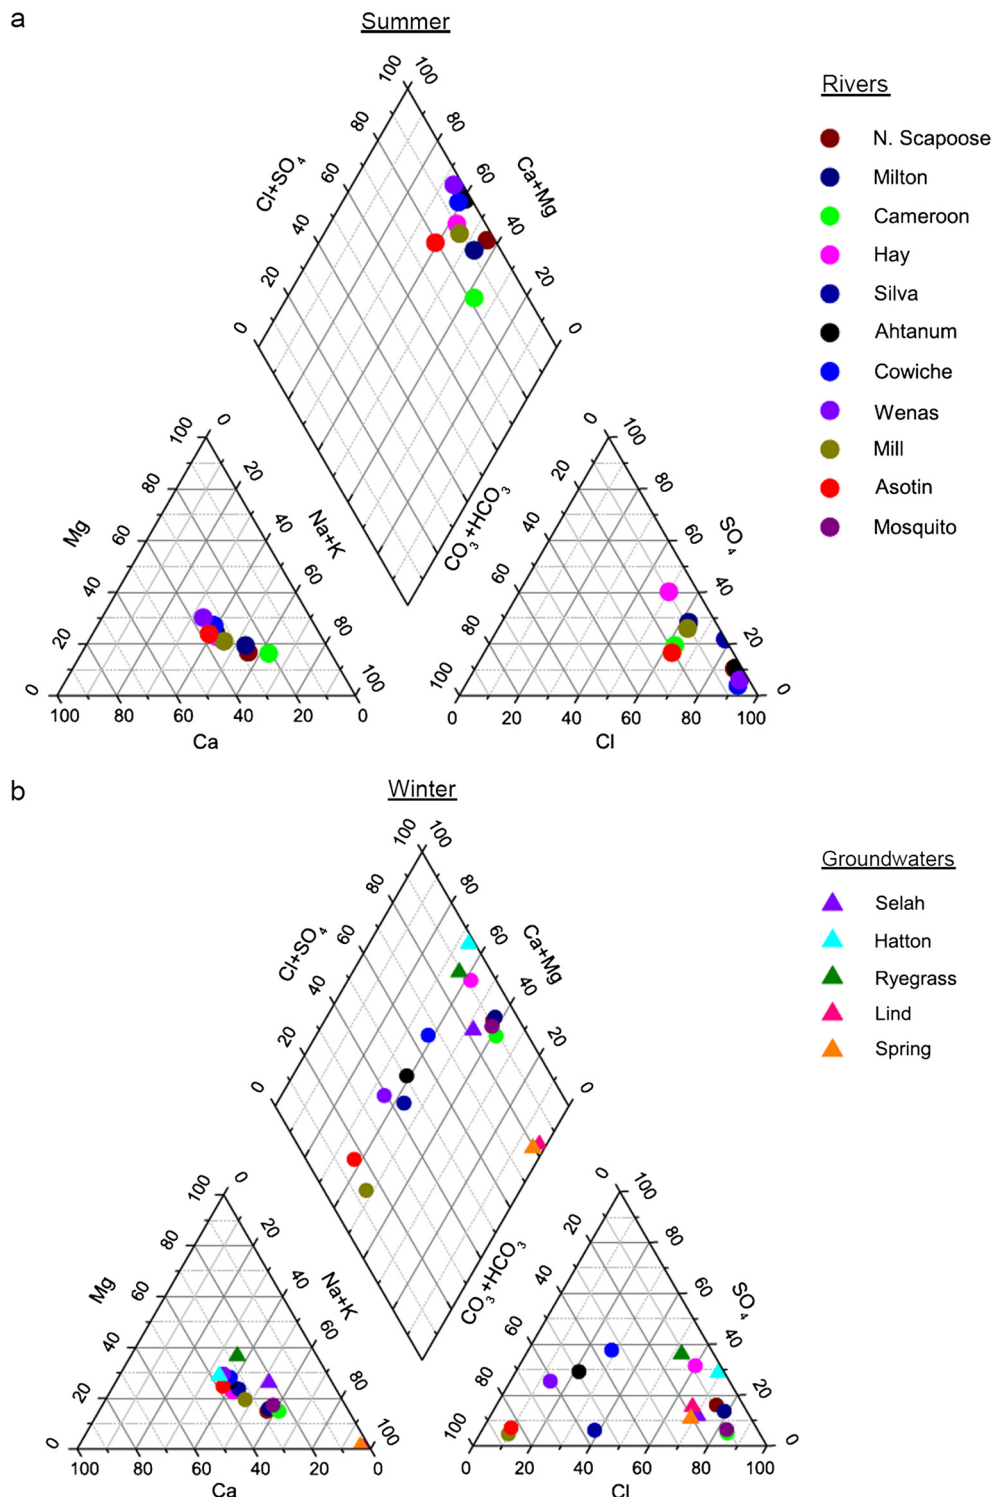 a
Summer
100 100
80 80
60 60
40 40
20 20
0 0
Cl+SO4
Ca+Mg
CO3+HCO3
Rivers
N. Scapoose
Milton
Cameroon
Hay
Silva
Ahtanum
Cowiche
Wenas
Mill
Asotin
Mosquito
100 0
80 20
60 40
40 60
20 80
0 100
Mg
Na+K
100 80 60 40 20 0
Ca
0 100
20 80
40 60
60 40
80 20
100 0
SO4
0 20 40 60 80 100
Cl
b
Winter
100 100
80 80
60 60
40 40
20 20
0 0
Cl+SO4
Ca+Mg
CO3+HCO3
Groundwaters
Selah
Hatton
Ryegrass
Lind
Spring
100 0
80 20
60 40
40 60
20 80
0 100
Mg
Na+K
100 80 60 40 20 0
Ca
0 100
20 80
40 60
60 40
80 20
100 0
SO4
0 20 40 60 80 100
Cl